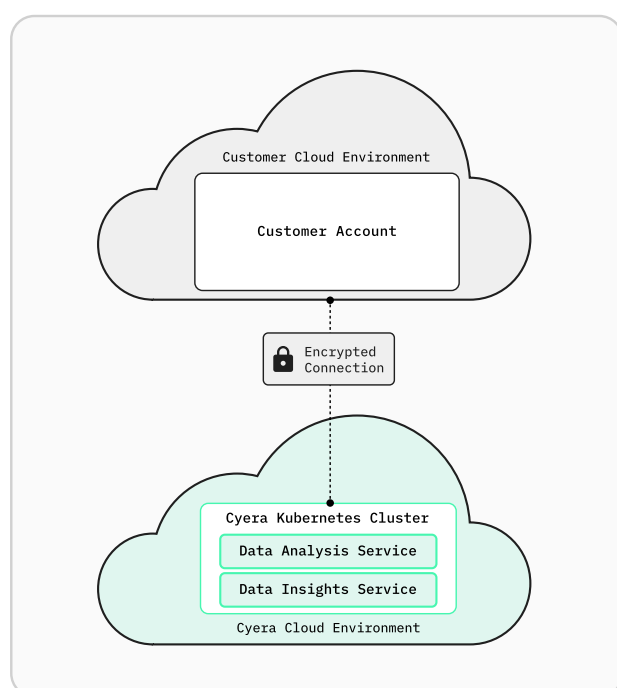 Customer Cloud Environment
Customer Account
Encrypted
Connection
Cyera Kubernetes Cluster
Data Analysis Service
Data Insights Service
Cyera Cloud Environment